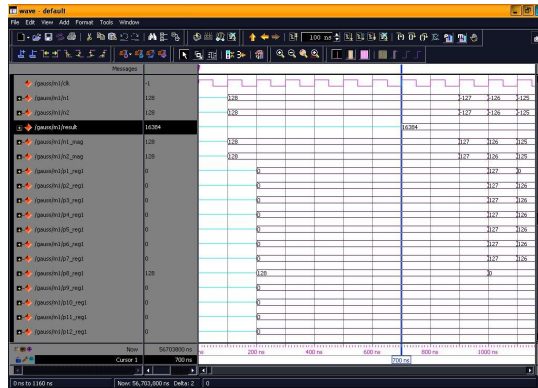 wave - default
File Edit View Add Format Tools Window
100 ns
Messages
/gauss/m1/clk -1
/gauss/m1/n1 128 128 -127 -126 -125
/gauss/m1/n2 128 128 -127 -126 -125
/gauss/m1/result 16384 16384
/gauss/m1/n1_mag 128 128 127 126 125
/gauss/m1/n2_mag 128 128 127 126 125
/gauss/m1/p1_reg1 0 0 127 0
/gauss/m1/p2_reg1 0 0 127 126
/gauss/m1/p3_reg1 0 0 127 126
/gauss/m1/p4_reg1 0 0 127 126
/gauss/m1/p5_reg1 0 0 127 126
/gauss/m1/p6_reg1 0 0 127 126
/gauss/m1/p7_reg1 0 0 127 126
/gauss/m1/p8_reg1 128 128 0
/gauss/m1/p9_reg1 0 0
/gauss/m1/p10_reg1 0 0
/gauss/m1/p11_reg1 0 0
/gauss/m1/p12_reg1 0 0
Now 56703800 ns ns 200 ns 400 ns 600 ns 800 ns 1000 ns
Cursor 1 700 ns 700 ns
0 ns to 1160 ns Now: 56,703,800 ns Delta: 2 0